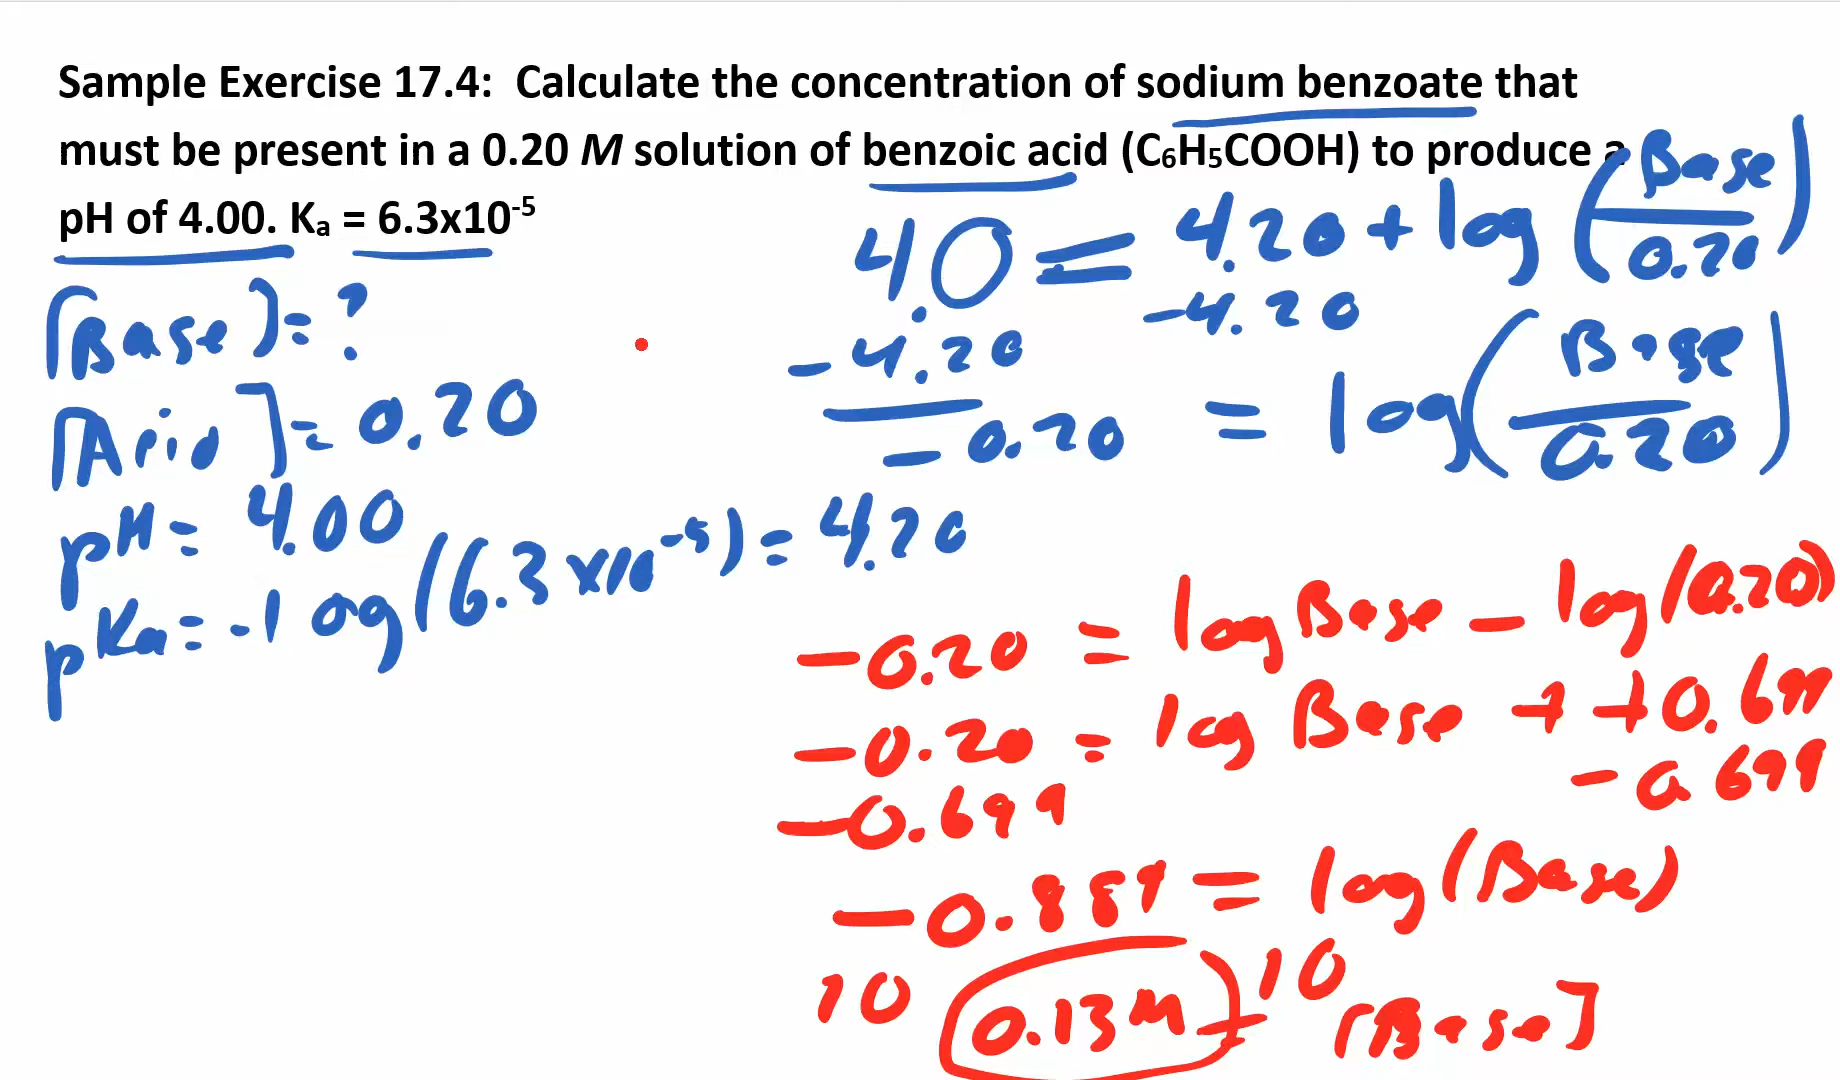 Sample Exercise 17.4: Calculate the concentration of sodium benzoate that
must be present in a 0.20 M solution of benzoic acid (C₆H₅COOH) to produce a
pH of 4.00. Kₐ = 6.3x10⁻⁵
[Base] = ?
[Acid] = 0.20
pH = 4.00
pKa = -log(6.3x10⁻⁵) = 4.20
4.0 = 4.20 + log(Base/0.20)
-4.20 -4.20
-0.20 = log(Base/0.20)
-0.20 = log Base - log(0.20)
-0.20 = log Base + +0.699
-0.699 -0.699
-0.889 = log(Base)
10 10
0.13M = [Base]